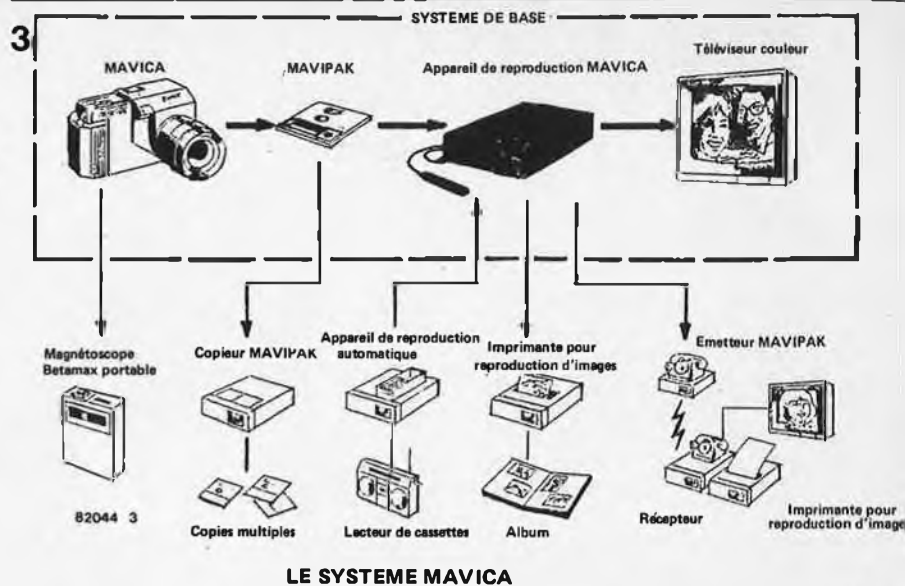 SYSTEME DE BASE
3
MAVICA
MAVIPAK
Appareil de reproduction MAVICA
Téléviseur couleur
Magnétoscope
Betamax portable
Copieur MAVIPAK
Appareil de reproduction
automatique
Imprimante pour
reproduction d'images
Emetteur MAVIPAK
82044 3
Copies multiples
Lecteur de cassettes
Album
Récepteur
Imprimante pour
reproduction d'image
LE SYSTEME MAVICA